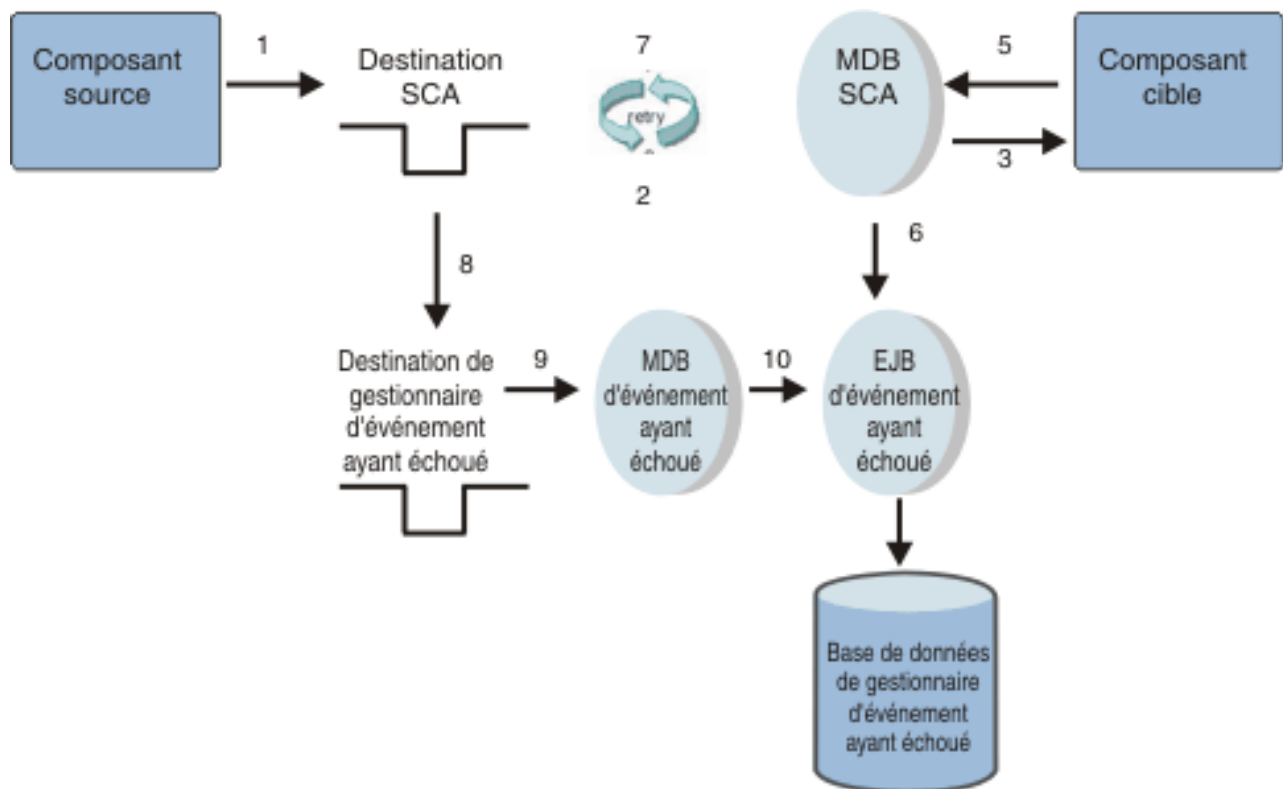 Composant
source
1
Destination
SCA
7
retry
2
MDB
SCA
5
3
Composant
cible
8
6
Destination de
gestionnaire
d'événement
ayant échoué
9
MDB
d'événement
ayant
échoué
10
EJB
d'événement
ayant
échoué
Base de données
de gestionnaire
d'événement
ayant échoué